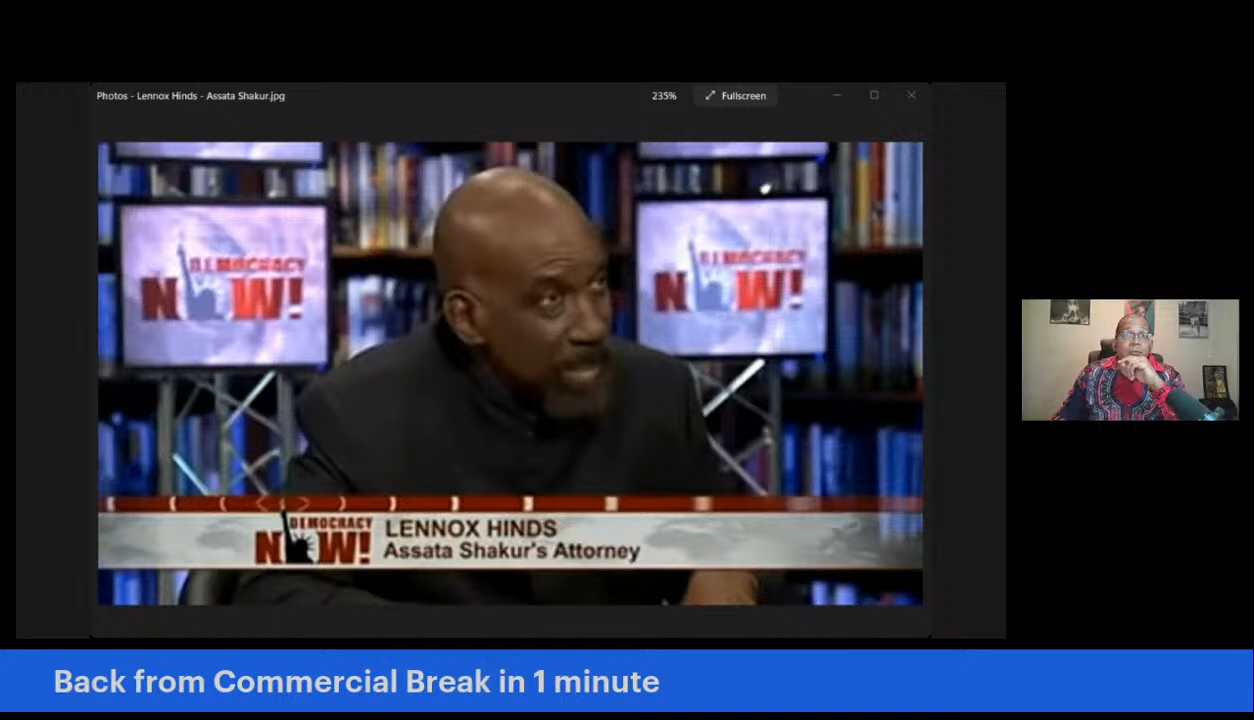 Photos - Lennox Hinds - Assata Shakur.jpg
235%
Fullscreen
DEMOCRACY
NOW!
DEMOCRACY
NOW!
DEMOCRACY
NOW!
LENNOX HINDS
Assata Shakur's Attorney
Back from Commercial Break in 1 minute